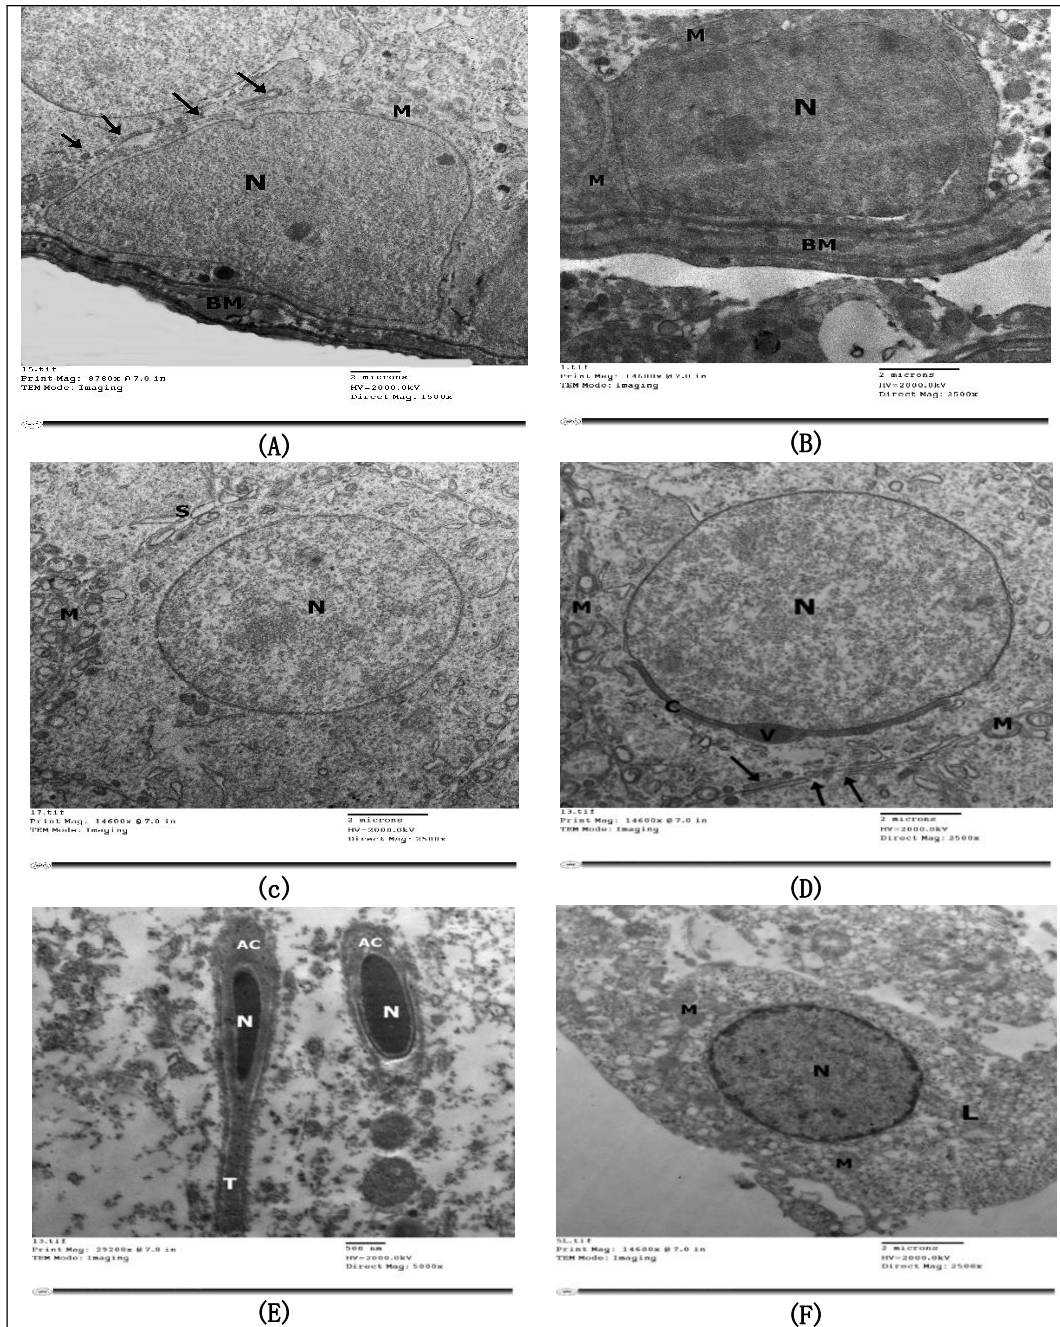 M
N
BM
15.tif
Print Mag: 8780x @ 7.0 in
TEM Mode: Imaging
2 microns
HV=2000.0kV
Direct Mag: 1500x
(A)
M
N
M
BM
1.tif
Print Mag: 14600x @ 7.0 in
TEM Mode: Imaging
2 microns
HV=2000.0kV
Direct Mag: 2500x
(B)
S
N
M
17.tif
Print Mag: 14600x @ 7.0 in
TEM Mode: Imaging
2 microns
HV=2000.0kV
Direct Mag: 2500x
(c)
M
N
C
V
M
13.tif
Print Mag: 14600x @ 7.0 in
TEM Mode: Imaging
2 microns
HV=2000.0kV
Direct Mag: 2500x
(D)
AC
AC
N
N
T
13.tif
Print Mag: 29200x @ 7.0 in
TEM Mode: Imaging
500 nm
HV=2000.0kV
Direct Mag: 5000x
(E)
M
N
L
M
5L.tif
Print Mag: 14600x @ 7.0 in
TEM Mode: Imaging
2 microns
HV=2000.0kV
Direct Mag: 2500x
(F)